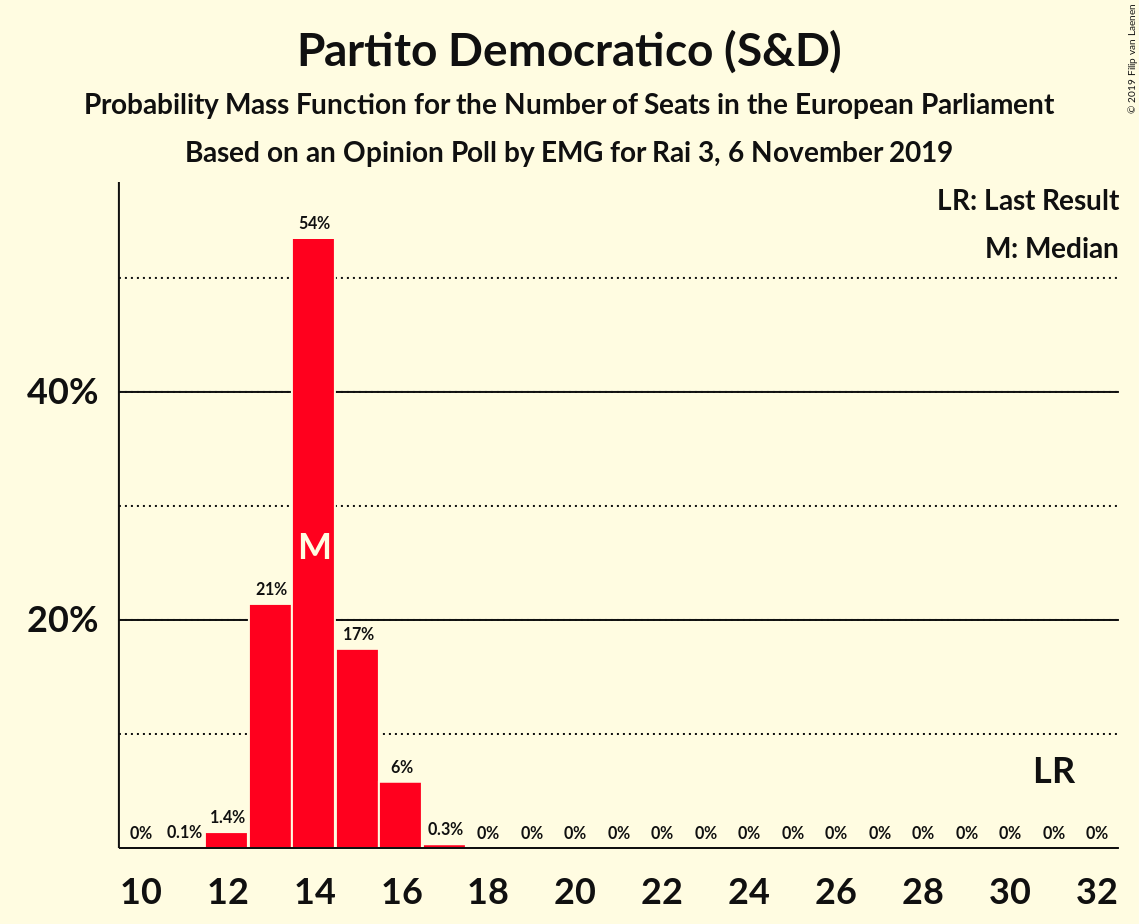 Partito Democratico (S&D)
Probability Mass Function for the Number of Seats in the European Parliament
Based on an Opinion Poll by EMG for Rai 3, 6 November 2019
© 2019 Filip van Laenen
LR: Last Result
M: Median
54%
40%
M
21%
20%
17%
LR
6%
0% 0.1% 1.4% 0.3% 0% 0% 0% 0% 0% 0% 0% 0% 0% 0% 0% 0% 0% 0% 0%
10 12 14 16 18 20 22 24 26 28 30 32